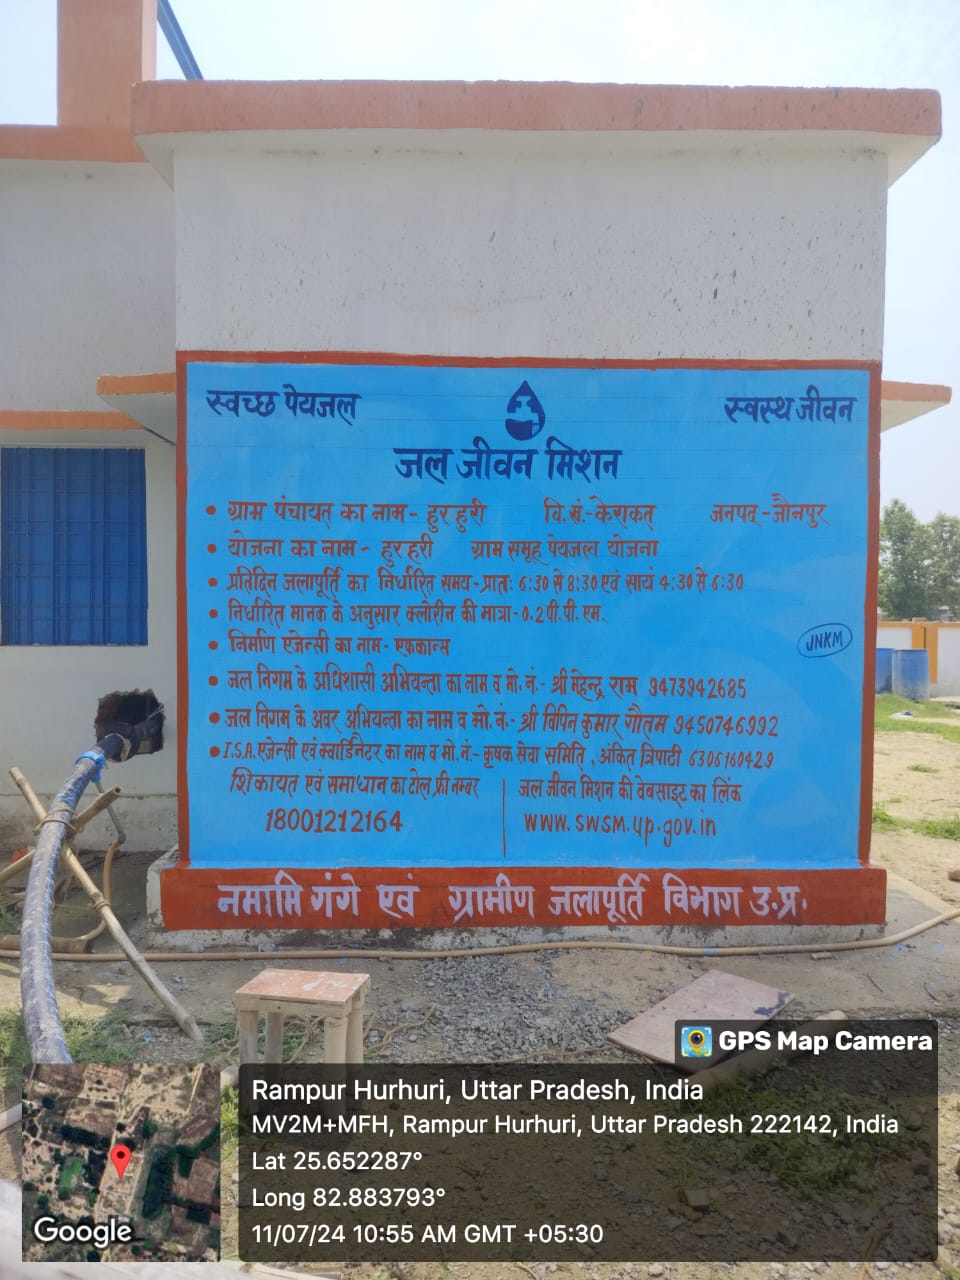 स्वच्छ पेयजल
स्वस्थ जीवन
जल जीवन मिशन
• ग्राम पंचायत का नाम- हुरहुरी वि.खं.-केराकत जनपद-जौनपुर
• योजना का नाम- हुरहरी ग्राम समूह पेयजल योजना
• प्रतिदिन जलापूर्ति का निर्धारित समय-प्रातः 6:30 से 8:30 एवं सायं 4:30 से 6:30
• निर्धारित मानक के अनुसार क्लोरीन की मात्रा-0.2 पी.पी.एम.
• निर्माण एजेन्सी का नाम- एफकान्स
JNKM
• जल निगम के अधिशासी अभियन्ता का नाम व मो.नं.- श्री मेहेन्द्र राम 9473942685
• जल निगम के अवर अभियन्ता का नाम व मो.नं- श्री विपिन कुमार गौतम 9450746992
• I.S.A.एजेन्सी एवं क्वार्डिनेटर का नाम व मो.नं.- कृषक सेवा समिति, अंकित त्रिपाठी 6306160429
शिकायत एवं समाधान का टोल फ्री नम्बर
18001212164
जल जीवन मिशन की वेबसाइट का लिंक
www.swsm.up.gov.in
नमामि गंगे एवं ग्रामीण जलापूर्ति विभाग उ.प्र.
GPS Map Camera
Rampur Hurhuri, Uttar Pradesh, India
MV2M+MFH, Rampur Hurhuri, Uttar Pradesh 222142, India
Lat 25.652287°
Long 82.883793°
11/07/24 10:55 AM GMT +05:30
Google